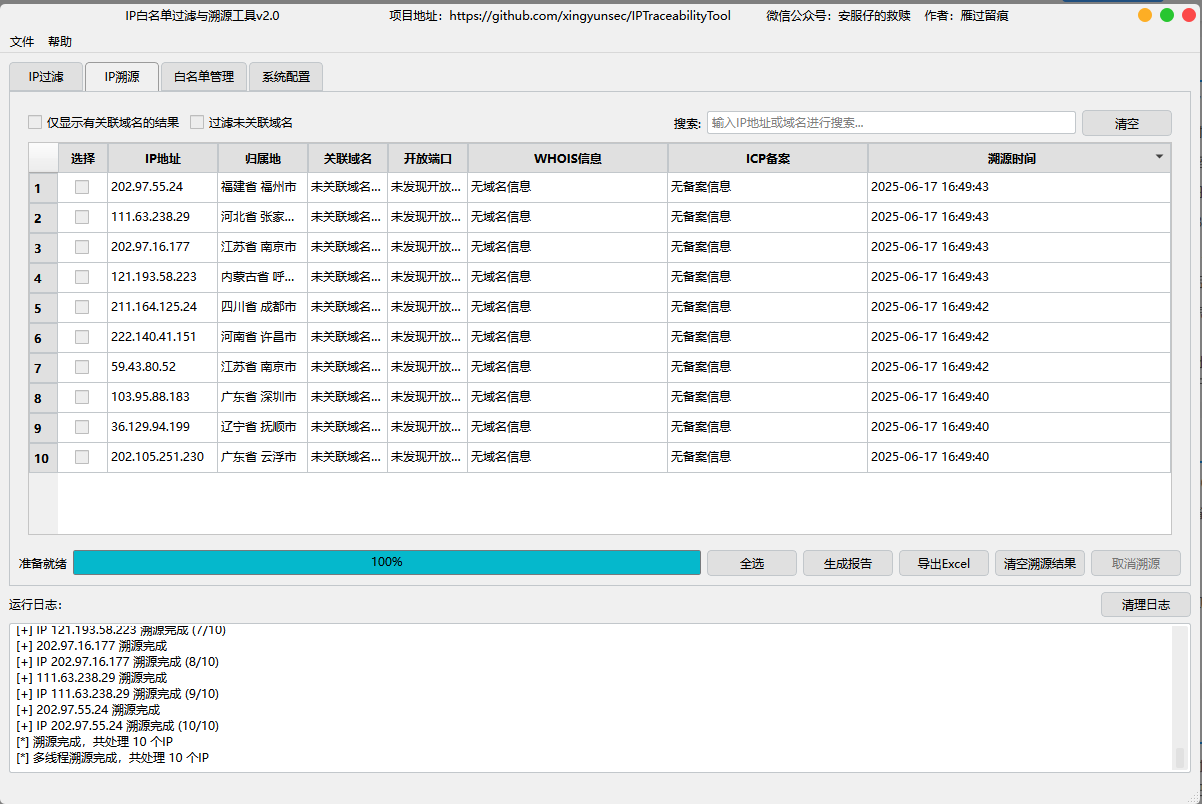 IP白名单过滤与溯源工具v2.0 项目地址：https://github.com/xingyunsec/IPTraceabilityTool 微信公众号：安服仔的救赎 作者：雁过留痕
文件 帮助
IP过滤 IP溯源 白名单管理 系统配置
仅显示有关联域名的结果 过滤未关联域名 搜索: 输入IP地址或域名进行搜索... 清空
选择 IP地址 归属地 关联域名 开放端口 WHOIS信息 ICP备案 溯源时间
1 202.97.55.24 福建省 福州市 未关联域名... 未发现开放... 无域名信息 无备案信息 2025-06-17 16:49:43
2 111.63.238.29 河北省 张家... 未关联域名... 未发现开放... 无域名信息 无备案信息 2025-06-17 16:49:43
3 202.97.16.177 江苏省 南京市 未关联域名... 未发现开放... 无域名信息 无备案信息 2025-06-17 16:49:43
4 121.193.58.223 内蒙古省 呼... 未关联域名... 未发现开放... 无域名信息 无备案信息 2025-06-17 16:49:43
5 211.164.125.24 四川省 成都市 未关联域名... 未发现开放... 无域名信息 无备案信息 2025-06-17 16:49:42
6 222.140.41.151 河南省 许昌市 未关联域名... 未发现开放... 无域名信息 无备案信息 2025-06-17 16:49:42
7 59.43.80.52 江苏省 南京市 未关联域名... 未发现开放... 无域名信息 无备案信息 2025-06-17 16:49:42
8 103.95.88.183 广东省 深圳市 未关联域名... 未发现开放... 无域名信息 无备案信息 2025-06-17 16:49:40
9 36.129.94.199 辽宁省 抚顺市 未关联域名... 未发现开放... 无域名信息 无备案信息 2025-06-17 16:49:40
10 202.105.251.230 广东省 云浮市 未关联域名... 未发现开放... 无域名信息 无备案信息 2025-06-17 16:49:40
准备就绪 100% 全选 生成报告 导出Excel 清空溯源结果 取消溯源
运行日志: 清理日志
[+] IP 121.193.58.223 溯源完成 (7/10)
[+] 202.97.16.177 溯源完成
[+] IP 202.97.16.177 溯源完成 (8/10)
[+] 111.63.238.29 溯源完成
[+] IP 111.63.238.29 溯源完成 (9/10)
[+] 202.97.55.24 溯源完成
[+] IP 202.97.55.24 溯源完成 (10/10)
[*] 溯源完成，共处理 10 个IP
[*] 多线程溯源完成，共处理 10 个IP